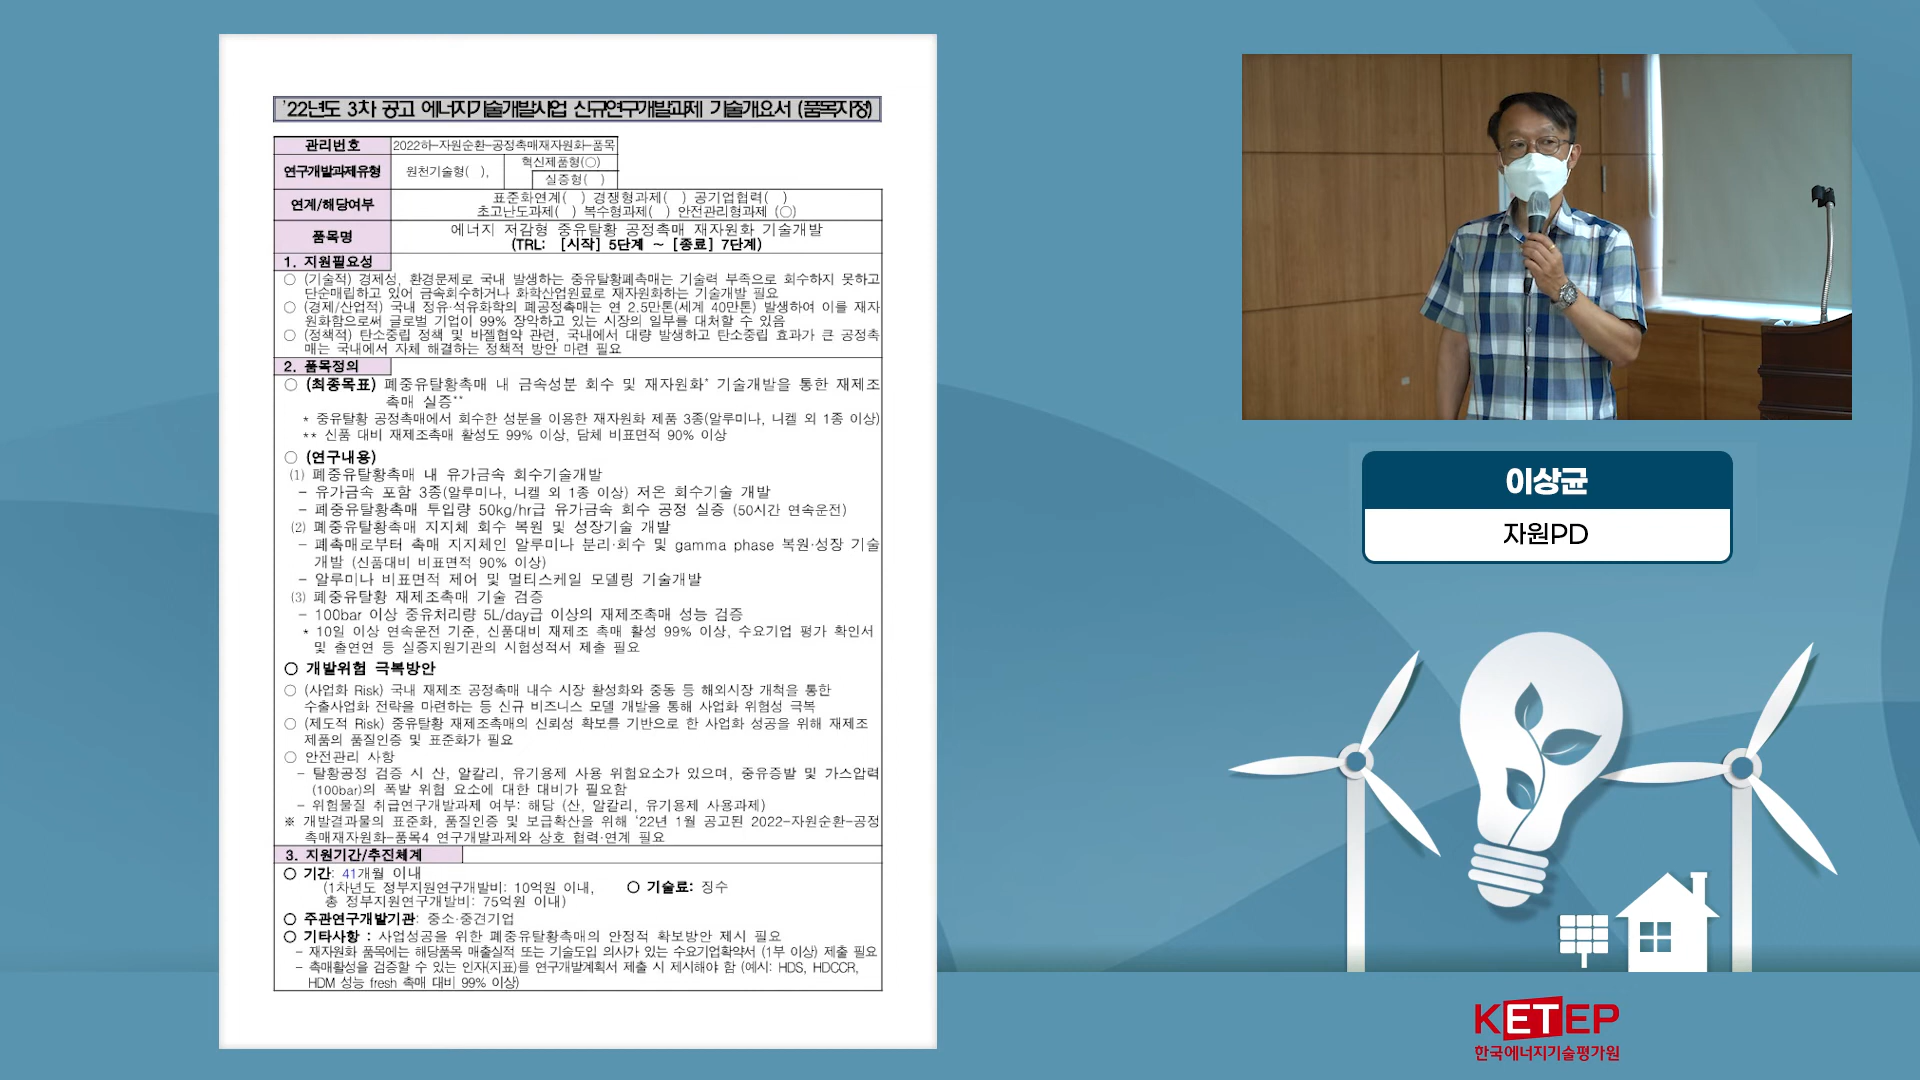 '22년도 3차 공고 에너지기술개발사업 신규연구개발과제 기술개요서 (품목지정)
관리번호 2022하-자원순환-공정촉매재자원화-품목
연구개발과제유형 원천기술형( ), 혁신제품형(○)
실증형( )
연계/해당여부 표준화연계( ) 경쟁형과제( ) 공기업협력( )
초고난도과제( ) 복수형과제( ) 안전관리형과제 (○)
품목명 에너지 저감형 중유탈황 공정촉매 재자원화 기술개발
(TRL: [시작] 5단계 ~ [종료] 7단계)
1. 지원필요성
○ (기술적) 경제성, 환경문제로 국내 발생하는 중유탈황폐촉매는 기술력 부족으로 회수하지 못하고
단순매립하고 있어 금속회수하거나 화학산업원료로 재자원화하는 기술개발 필요
○ (경제/산업적) 국내 정유·석유화학의 폐공정촉매는 연 2.5만톤(세계 40만톤) 발생하여 이를 재자
원화함으로써 글로벌 기업이 99% 장악하고 있는 시장의 일부를 대처할 수 있음
○ (정책적) 탄소중립 정책 및 바젤협약 관련, 국내에서 대량 발생하고 탄소중립 효과가 큰 공정촉
매는 국내에서 자체 해결하는 정책적 방안 마련 필요
2. 품목정의
○ (최종목표) 폐중유탈황촉매 내 금속성분 회수 및 재자원화* 기술개발을 통한 재제조
촉매 실증**
* 중유탈황 공정촉매에서 회수한 성분을 이용한 재자원화 제품 3종(알루미나, 니켈 외 1종 이상)
** 신품 대비 재제조촉매 활성도 99% 이상, 담체 비표면적 90% 이상
○ (연구내용)
(1) 폐중유탈황촉매 내 유가금속 회수기술개발
- 유가금속 포함 3종(알루미나, 니켈 외 1종 이상) 저온 회수기술 개발
- 폐중유탈황촉매 투입량 50kg/hr급 유가금속 회수 공정 실증 (50시간 연속운전)
(2) 폐중유탈황촉매 지지체 회수 복원 및 성장기술 개발
- 폐촉매로부터 촉매 지지체인 알루미나 분리·회수 및 gamma phase 복원·성장 기술
개발 (신품대비 비표면적 90% 이상)
- 알루미나 비표면적 제어 및 멀티스케일 모델링 기술개발
(3) 폐중유탈황 재제조촉매 기술 검증
- 100bar 이상 중유처리량 5L/day급 이상의 재제조촉매 성능 검증
* 10일 이상 연속운전 기준, 신품대비 재제조 촉매 활성 99% 이상, 수요기업 평가 확인서
및 출연연 등 실증지원기관의 시험성적서 제출 필요
○ 개발위험 극복방안
○ (사업화 Risk) 국내 재제조 공정촉매 내수 시장 활성화와 중동 등 해외시장 개척을 통한
수출사업화 전략을 마련하는 등 신규 비즈니스 모델 개발을 통해 사업화 위험성 극복
○ (제도적 Risk) 중유탈황 재제조촉매의 신뢰성 확보를 기반으로 한 사업화 성공을 위해 재제조
제품의 품질인증 및 표준화가 필요
○ 안전관리 사항
- 탈황공정 검증 시 산, 알칼리, 유기용제 사용 위험요소가 있으며, 중유증발 및 가스압력
(100bar)의 폭발 위험 요소에 대한 대비가 필요함
- 위험물질 취급연구개발과제 여부: 해당 (산, 알칼리, 유기용제 사용과제)
※ 개발결과물의 표준화, 품질인증 및 보급확산을 위해 '22년 1월 공고된 2022-자원순환-공정
촉매재자원화-품목4 연구개발과제와 상호 협력·연계 필요
3. 지원기간/추진체계
○ 기간: 41개월 이내
(1차년도 정부지원연구개발비: 10억원 이내, ○ 기술료: 징수
총 정부지원연구개발비: 75억원 이내)
○ 주관연구개발기관: 중소·중견기업
○ 기타사항 : 사업성공을 위한 폐중유탈황촉매의 안정적 확보방안 제시 필요
- 재자원화 품목에는 해당품목 매출실적 또는 기술도입 의사가 있는 수요기업확약서 (1부 이상) 제출 필요
- 촉매활성을 검증할 수 있는 인자(지표)를 연구개발계획서 제출 시 제시해야 함 (예시: HDS, HDCCR,
HDM 성능 fresh 촉매 대비 99% 이상)
이상균
자원PD
KETEP
한국에너지기술평가원